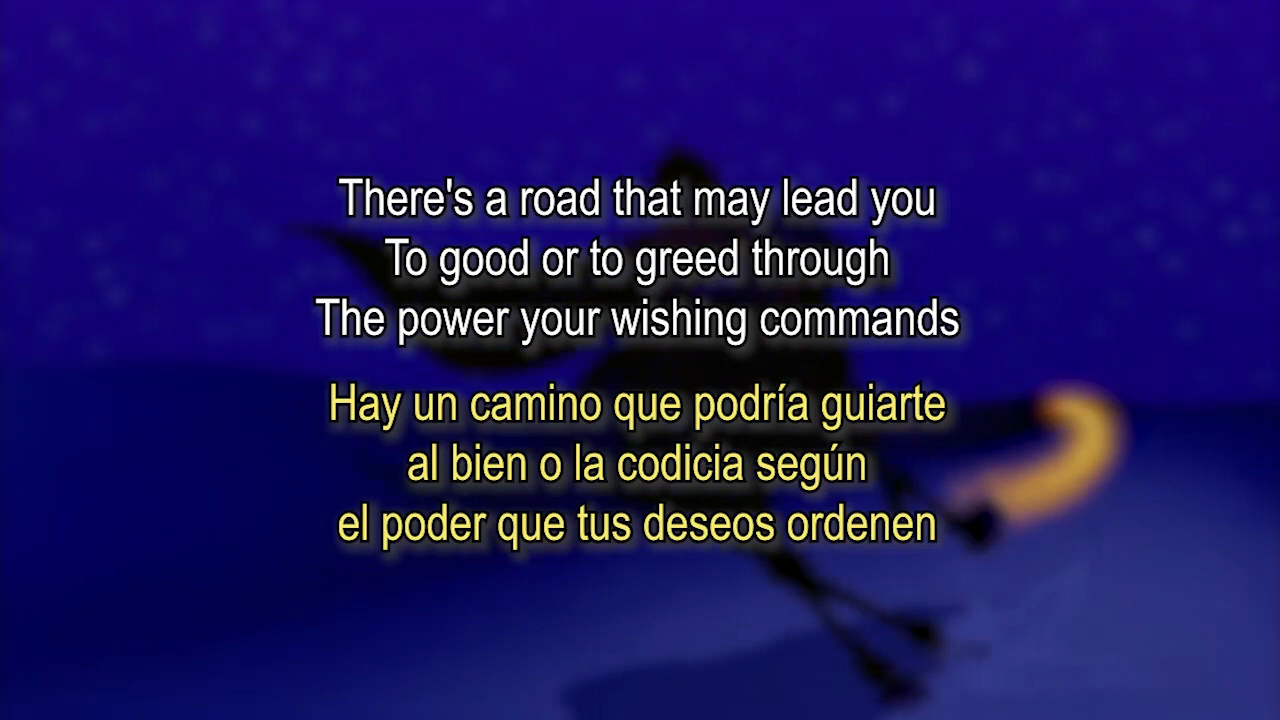 There's a road that may lead you
To good or to greed through
The power your wishing commands
Hay un camino que podría guiarte
al bien o la codicia según
el poder que tus deseos ordenen